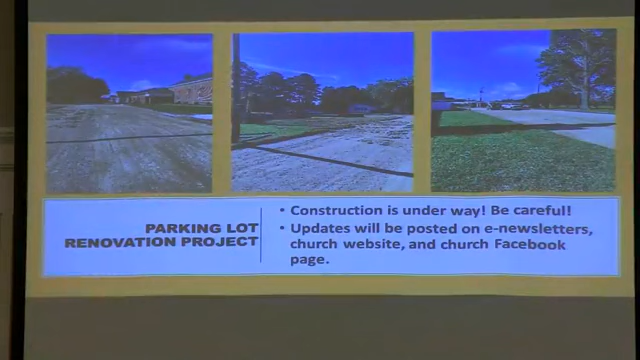 PARKING LOT
RENOVATION PROJECT
• Construction is under way! Be careful!
• Updates will be posted on e-newsletters,
church website, and church Facebook
page.